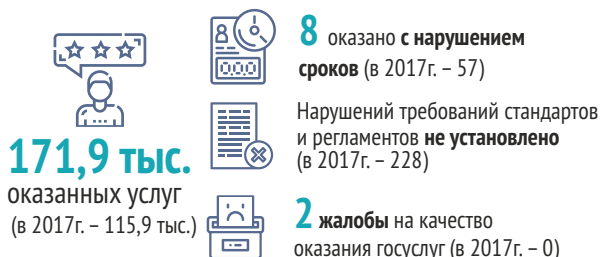 171,9 тыс.
оказанных услуг
(в 2017г. – 115,9 тыс.)
8 оказано с нарушением
сроков (в 2017г. – 57)
Нарушений требований стандартов
и регламентов не установлено
(в 2017г. – 228)
2 жалобы на качество
оказания госуслуг (в 2017г. – 0)